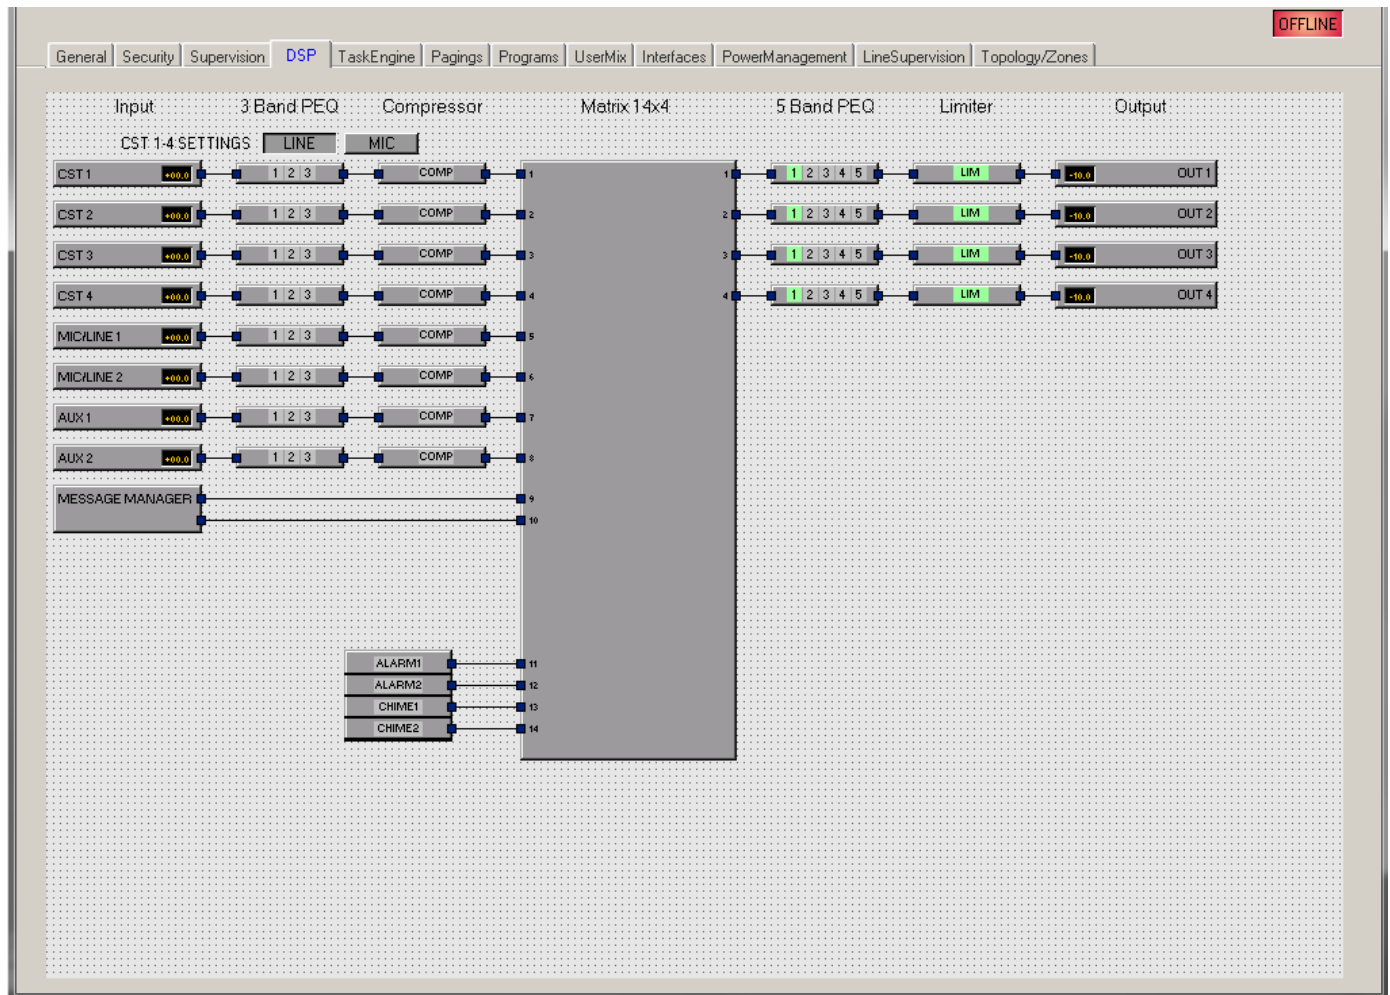 OFFLINE
General Security Supervision DSP TaskEngine Pagings Programs UserMix Interfaces PowerManagement LineSupervision Topology/Zones
Input 3 Band PEQ Compressor Matrix 14x4 5 Band PEQ Limiter Output
CST 1-4 SETTINGS LINE MIC
CST 1 +00.0 1 2 3 COMP 1 1 1 2 3 4 5 LIM -10.0 OUT 1
CST 2 +00.0 1 2 3 COMP 2 2 1 2 3 4 5 LIM -10.0 OUT 2
CST 3 +00.0 1 2 3 COMP 3 3 1 2 3 4 5 LIM -10.0 OUT 3
CST 4 +00.0 1 2 3 COMP 4 4 1 2 3 4 5 LIM -10.0 OUT 4
MIC/LINE 1 +00.0 1 2 3 COMP 5
MIC/LINE 2 +00.0 1 2 3 COMP 6
AUX 1 +00.0 1 2 3 COMP 7
AUX 2 +00.0 1 2 3 COMP 8
MESSAGE MANAGER 9
10
ALARM1 11
ALARM2 12
CHIME1 13
CHIME2 14